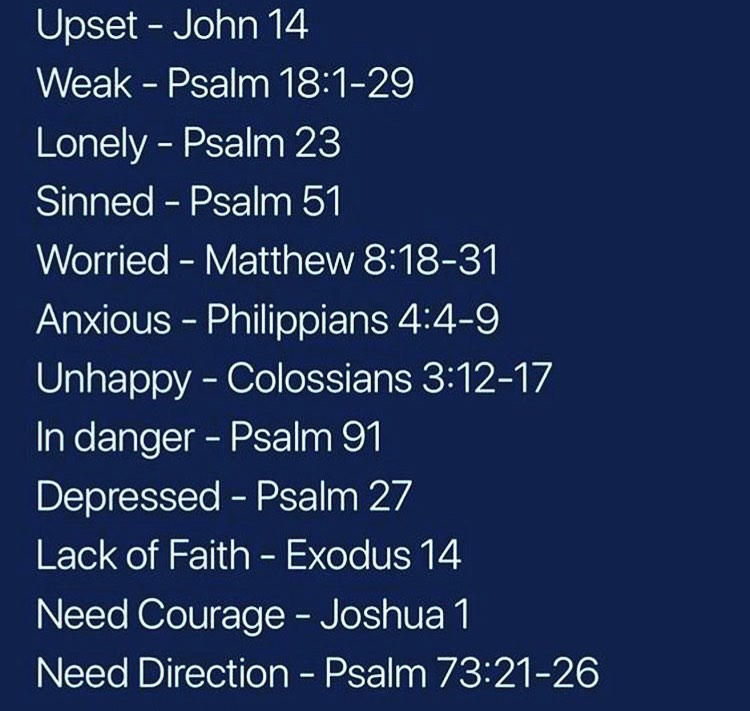 Upset - John 14
Weak - Psalm 18:1-29
Lonely - Psalm 23
Sinned - Psalm 51
Worried - Matthew 8:18-31
Anxious - Philippians 4:4-9
Unhappy - Colossians 3:12-17
In danger - Psalm 91
Depressed - Psalm 27
Lack of Faith - Exodus 14
Need Courage - Joshua 1
Need Direction - Psalm 73:21-26